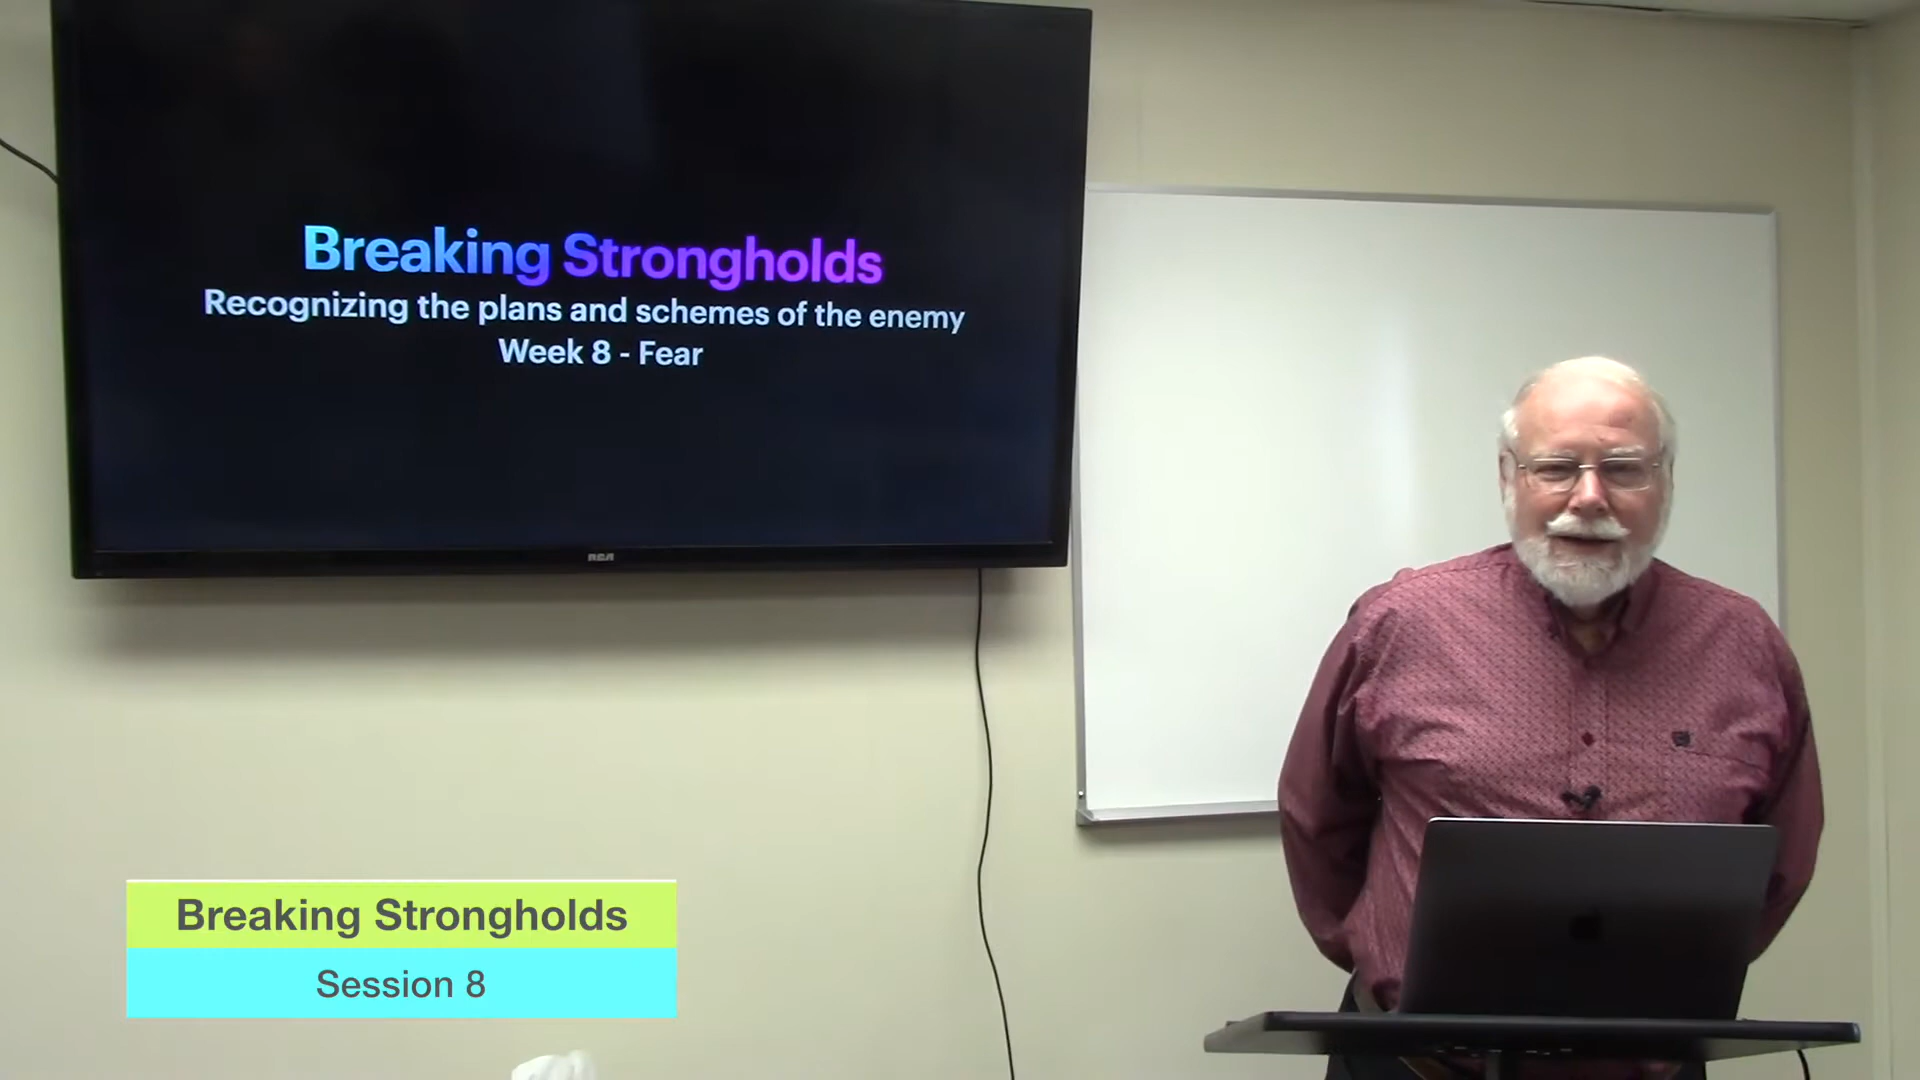 Breaking Strongholds
Recognizing the plans and schemes of the enemy
Week 8 - Fear
RCA
Breaking Strongholds
Session 8